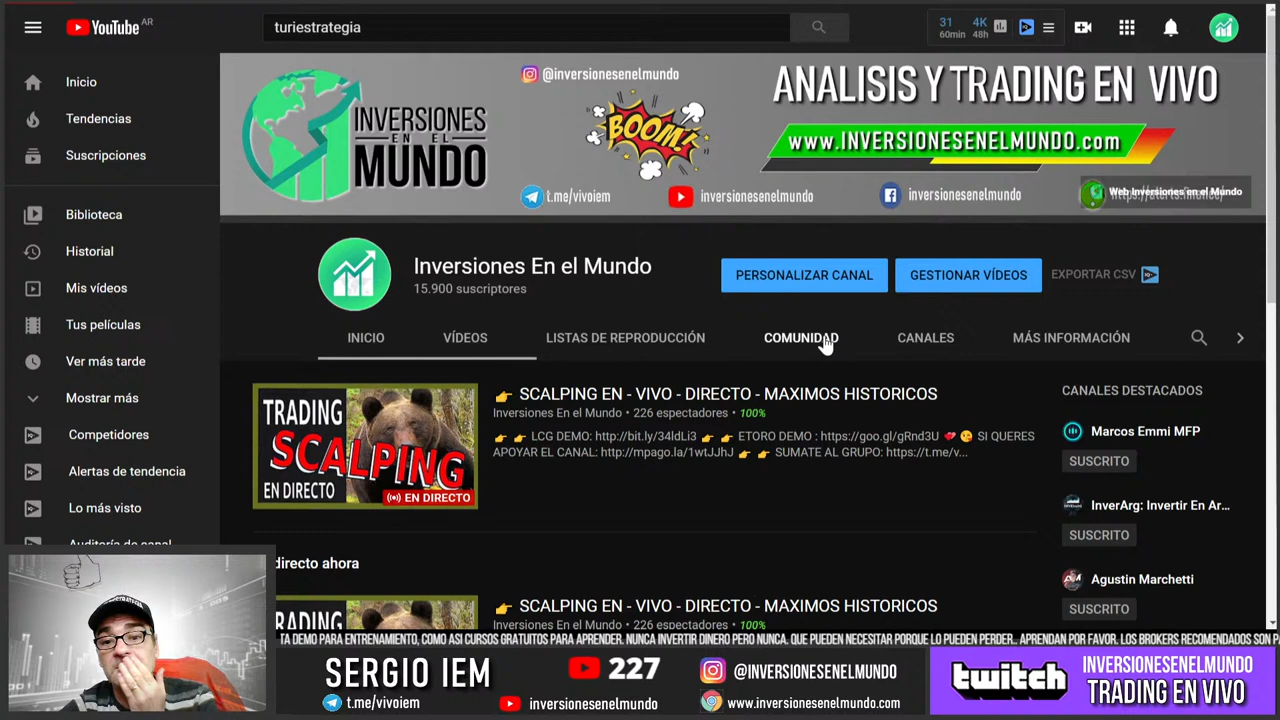 YouTube AR
turiestrategia
31
60min
4K
48h
Inicio
Tendencias
Suscripciones
Biblioteca
Historial
Mis vídeos
Tus películas
Ver más tarde
Mostrar más
Competidores
Alertas de tendencia
Lo más visto
Auditoría de canal
INVERSIONES
EN EL
MUNDO
@inversionesenelmundo
BOOM!
t.me/vivoiem
inversionesenelmundo
ANALISIS Y TRADING EN VIVO
www.INVERSIONESENELMUNDO.com
inversionesenelmundo
Web Inversiones en el Mundo
Inversiones En el Mundo
15.900 suscriptores
PERSONALIZAR CANAL
GESTIONAR VÍDEOS
EXPORTAR CSV
INICIO
VÍDEOS
LISTAS DE REPRODUCCIÓN
COMUNIDAD
CANALES
MÁS INFORMACIÓN
TRADING
SCALPING
EN DIRECTO
EN DIRECTO
SCALPING EN - VIVO - DIRECTO - MAXIMOS HISTORICOS
Inversiones En el Mundo • 226 espectadores • 100%
LCG DEMO: http://bit.ly/34ldLi3 ETORO DEMO : https://goo.gl/gRnd3U SI QUERES
APOYAR EL CANAL: http://mpago.la/1wtJJhJ SUMATE AL GRUPO: https://t.me/v...
directo ahora
TRADING
SCALPING EN - VIVO - DIRECTO - MAXIMOS HISTORICOS
Inversiones En el Mundo • 226 espectadores • 100%
CANALES DESTACADOS
Marcos Emmi MFP
SUSCRITO
InverArg: Invertir En Ar...
SUSCRITO
Agustin Marchetti
SUSCRITO
TA DEMO PARA ENTRENAMIENTO, COMO ASI CURSOS GRATUITOS PARA APRENDER. NUNCA INVERTIR DINERO PERO NUNCA. QUE PUEDEN NECESITAR PORQUE LO PUEDEN PERDER.. APRENDAN POR FAVOR. LOS BROKERS RECOMENDADOS SON P
SERGIO IEM
227
@INVERSIONESENELMUNDO
t.me/vivoiem
inversionesenelmundo
www.inversionesenelmundo.com
twitch
INVERSIONESENELMUNDO
TRADING EN VIVO